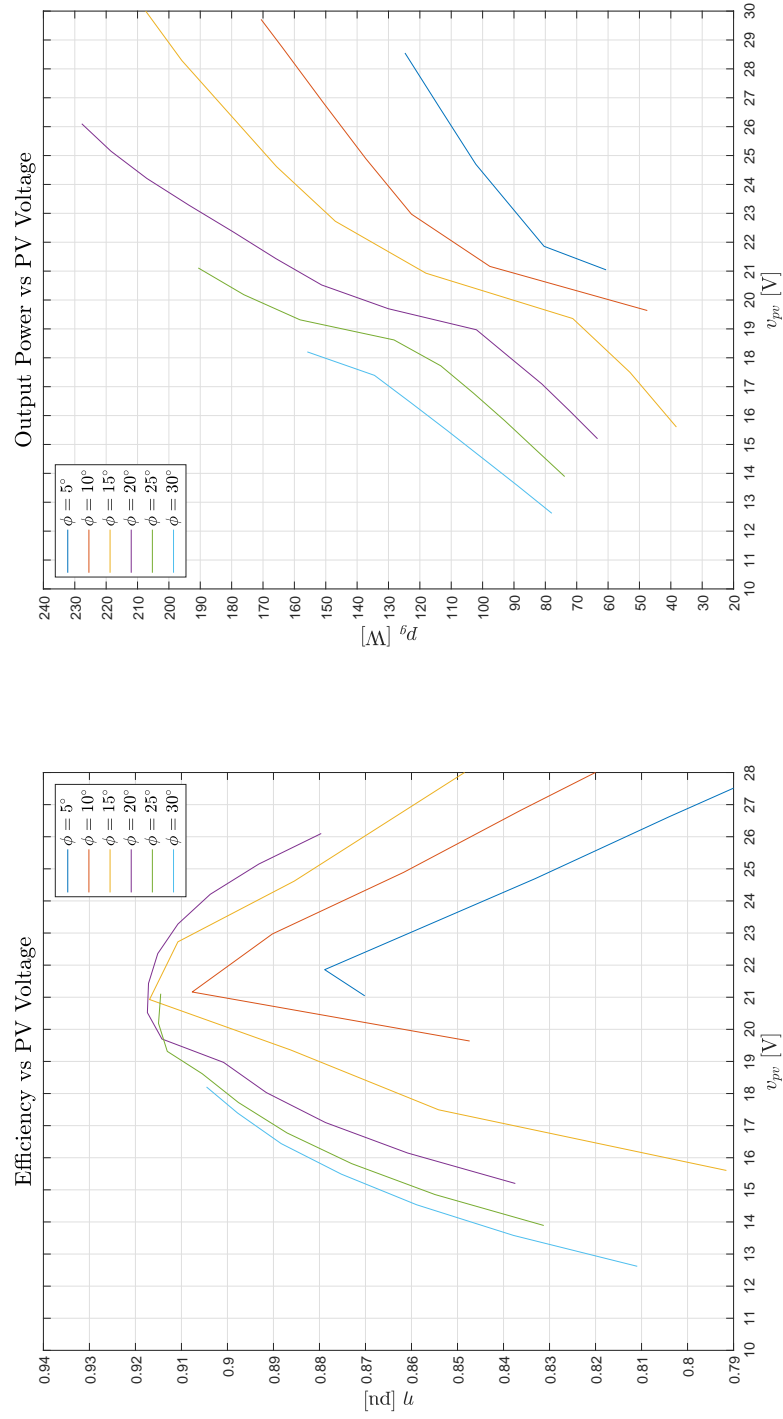 Efficiency vs PV Voltage
0.94
0.93
0.92
0.91
0.9
0.89
0.88
0.87
0.86
0.85
0.84
0.83
0.82
0.81
0.8
0.79
η [pu]
10 11 12 13 14 15 16 17 18 19 20 21 22 23 24 25 26 27 28
v_{pv} [V]
ϕ = 5°
ϕ = 10°
ϕ = 15°
ϕ = 20°
ϕ = 25°
ϕ = 30°
Output Power vs PV Voltage
240
230
220
210
200
190
180
170
160
150
140
130
120
110
100
90
80
70
60
50
40
30
20
p_g [W]
10 11 12 13 14 15 16 17 18 19 20 21 22 23 24 25 26 27 28 29 30
v_{pv} [V]
ϕ = 5°
ϕ = 10°
ϕ = 15°
ϕ = 20°
ϕ = 25°
ϕ = 30°